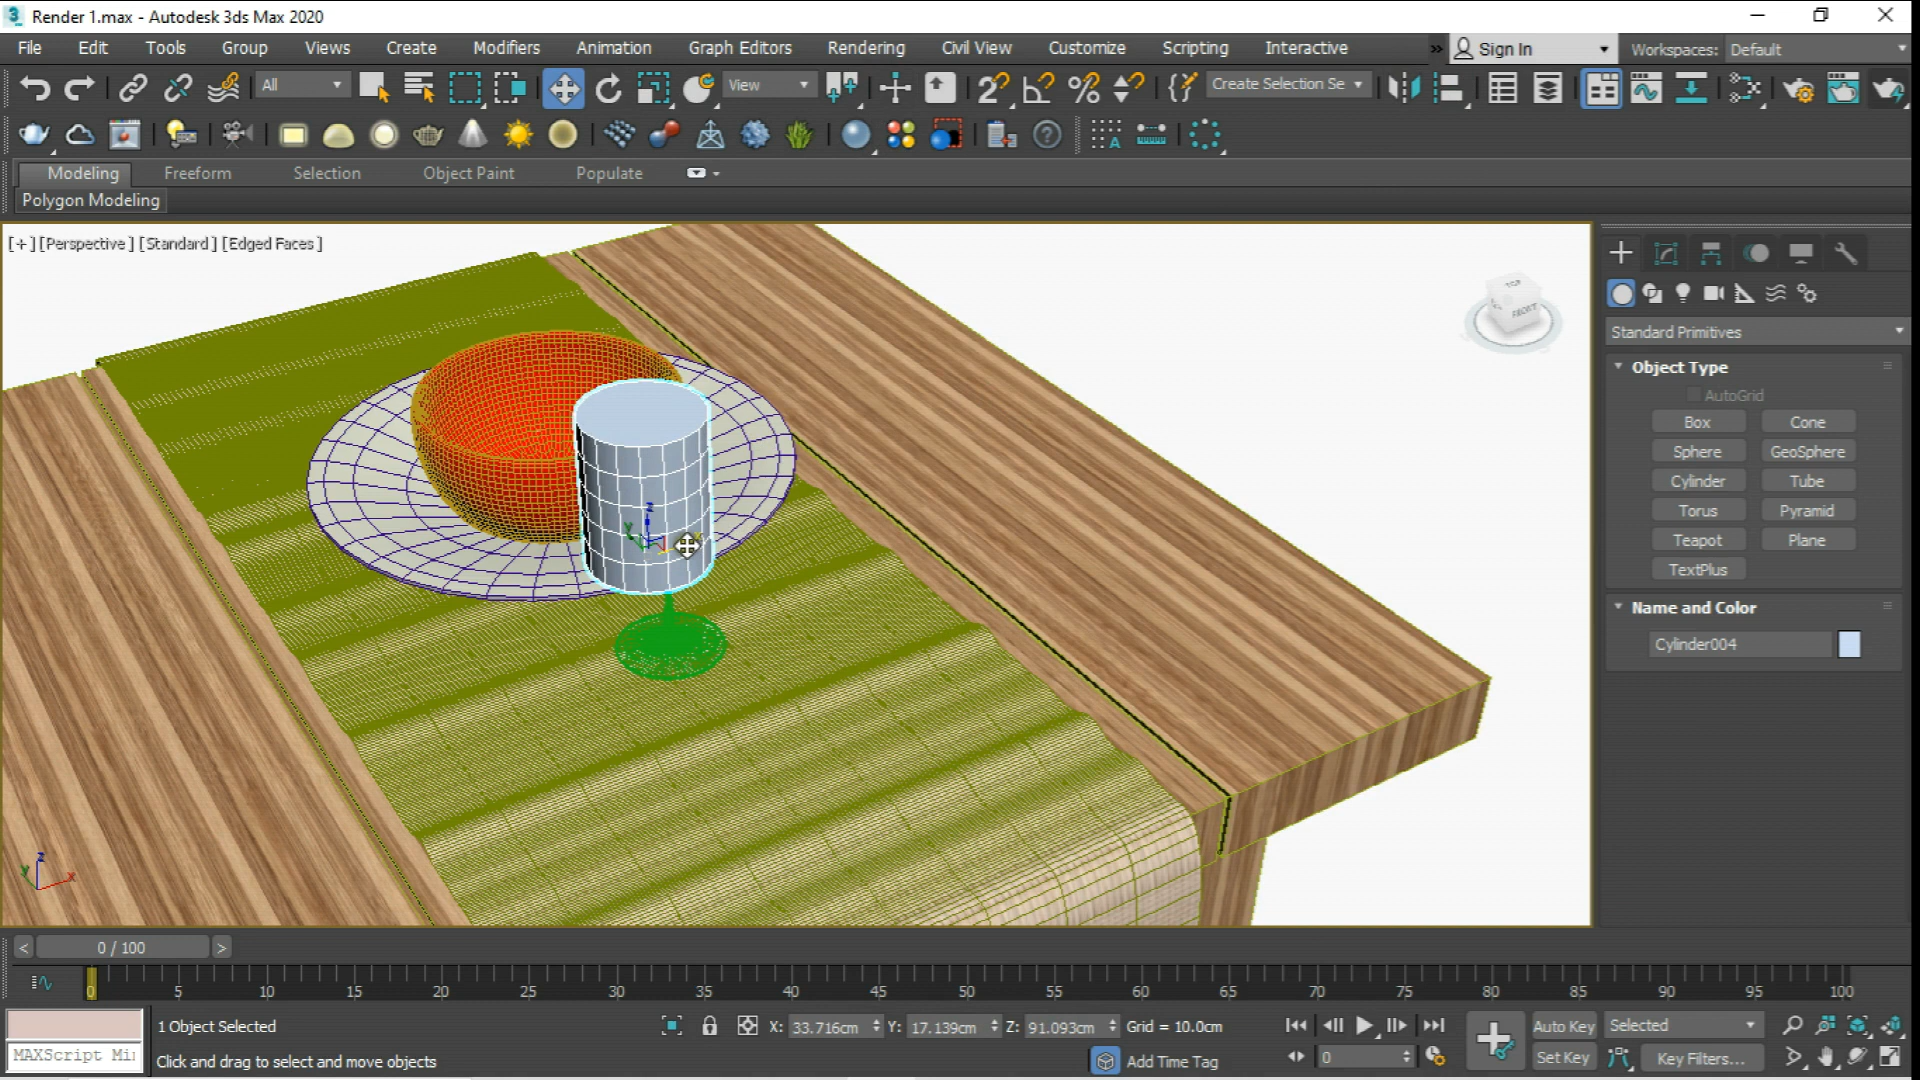 Render 1.max - Autodesk 3ds Max 2020
File Edit Tools Group Views Create Modifiers Animation Graph Editors Rendering Civil View Customize Scripting Interactive Sign In Workspaces: Default
All View Create Selection Se
Modeling Freeform Selection Object Paint Populate
Polygon Modeling
[+] [Perspective] [Standard] [Edged Faces]
TOP
FRONT
Standard Primitives
Object Type
AutoGrid
Box Cone
Sphere GeoSphere
Cylinder Tube
Torus Pyramid
Teapot Plane
TextPlus
Name and Color
Cylinder004
z
y
x
z
y
x
< 0 / 100 >
0 5 10 15 20 25 30 35 40 45 50 55 60 65 70 75 80 85 90 95 100
1 Object Selected X: 33.716cm Y: 17.139cm Z: 91.093cm Grid = 10.0cm Auto Key Selected
MAXScript Mi Click and drag to select and move objects Add Time Tag 0 Set Key Key Filters...